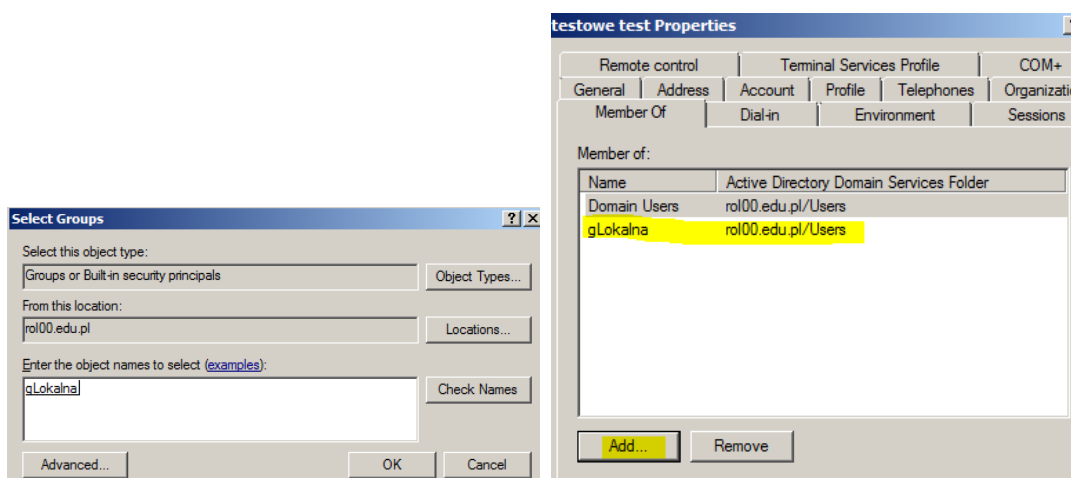 Select Groups
Select this object type:
Groups or Built-in security principals
Object Types...
From this location:
rol00.edu.pl
Locations...
Enter the object names to select (examples):
gLokalna
Check Names
Advanced...
OK
Cancel
testowe test Properties
Remote control
Terminal Services Profile
COM+
General
Address
Account
Profile
Telephones
Organizati
Member Of
Dial-in
Environment
Sessions
Member of:
Name
Active Directory Domain Services Folder
Domain Users
rol00.edu.pl/Users
gLokalna
rol00.edu.pl/Users
Add...
Remove